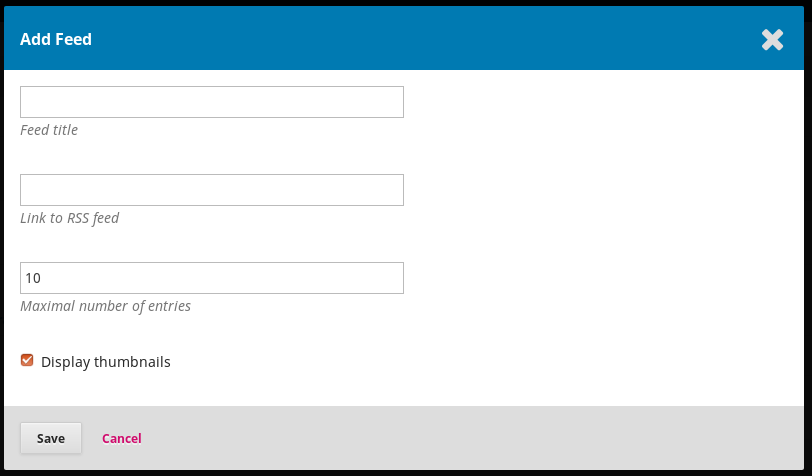 Add Feed
Feed title
Link to RSS feed
10
Maximal number of entries
Display thumbnails
Save Cancel